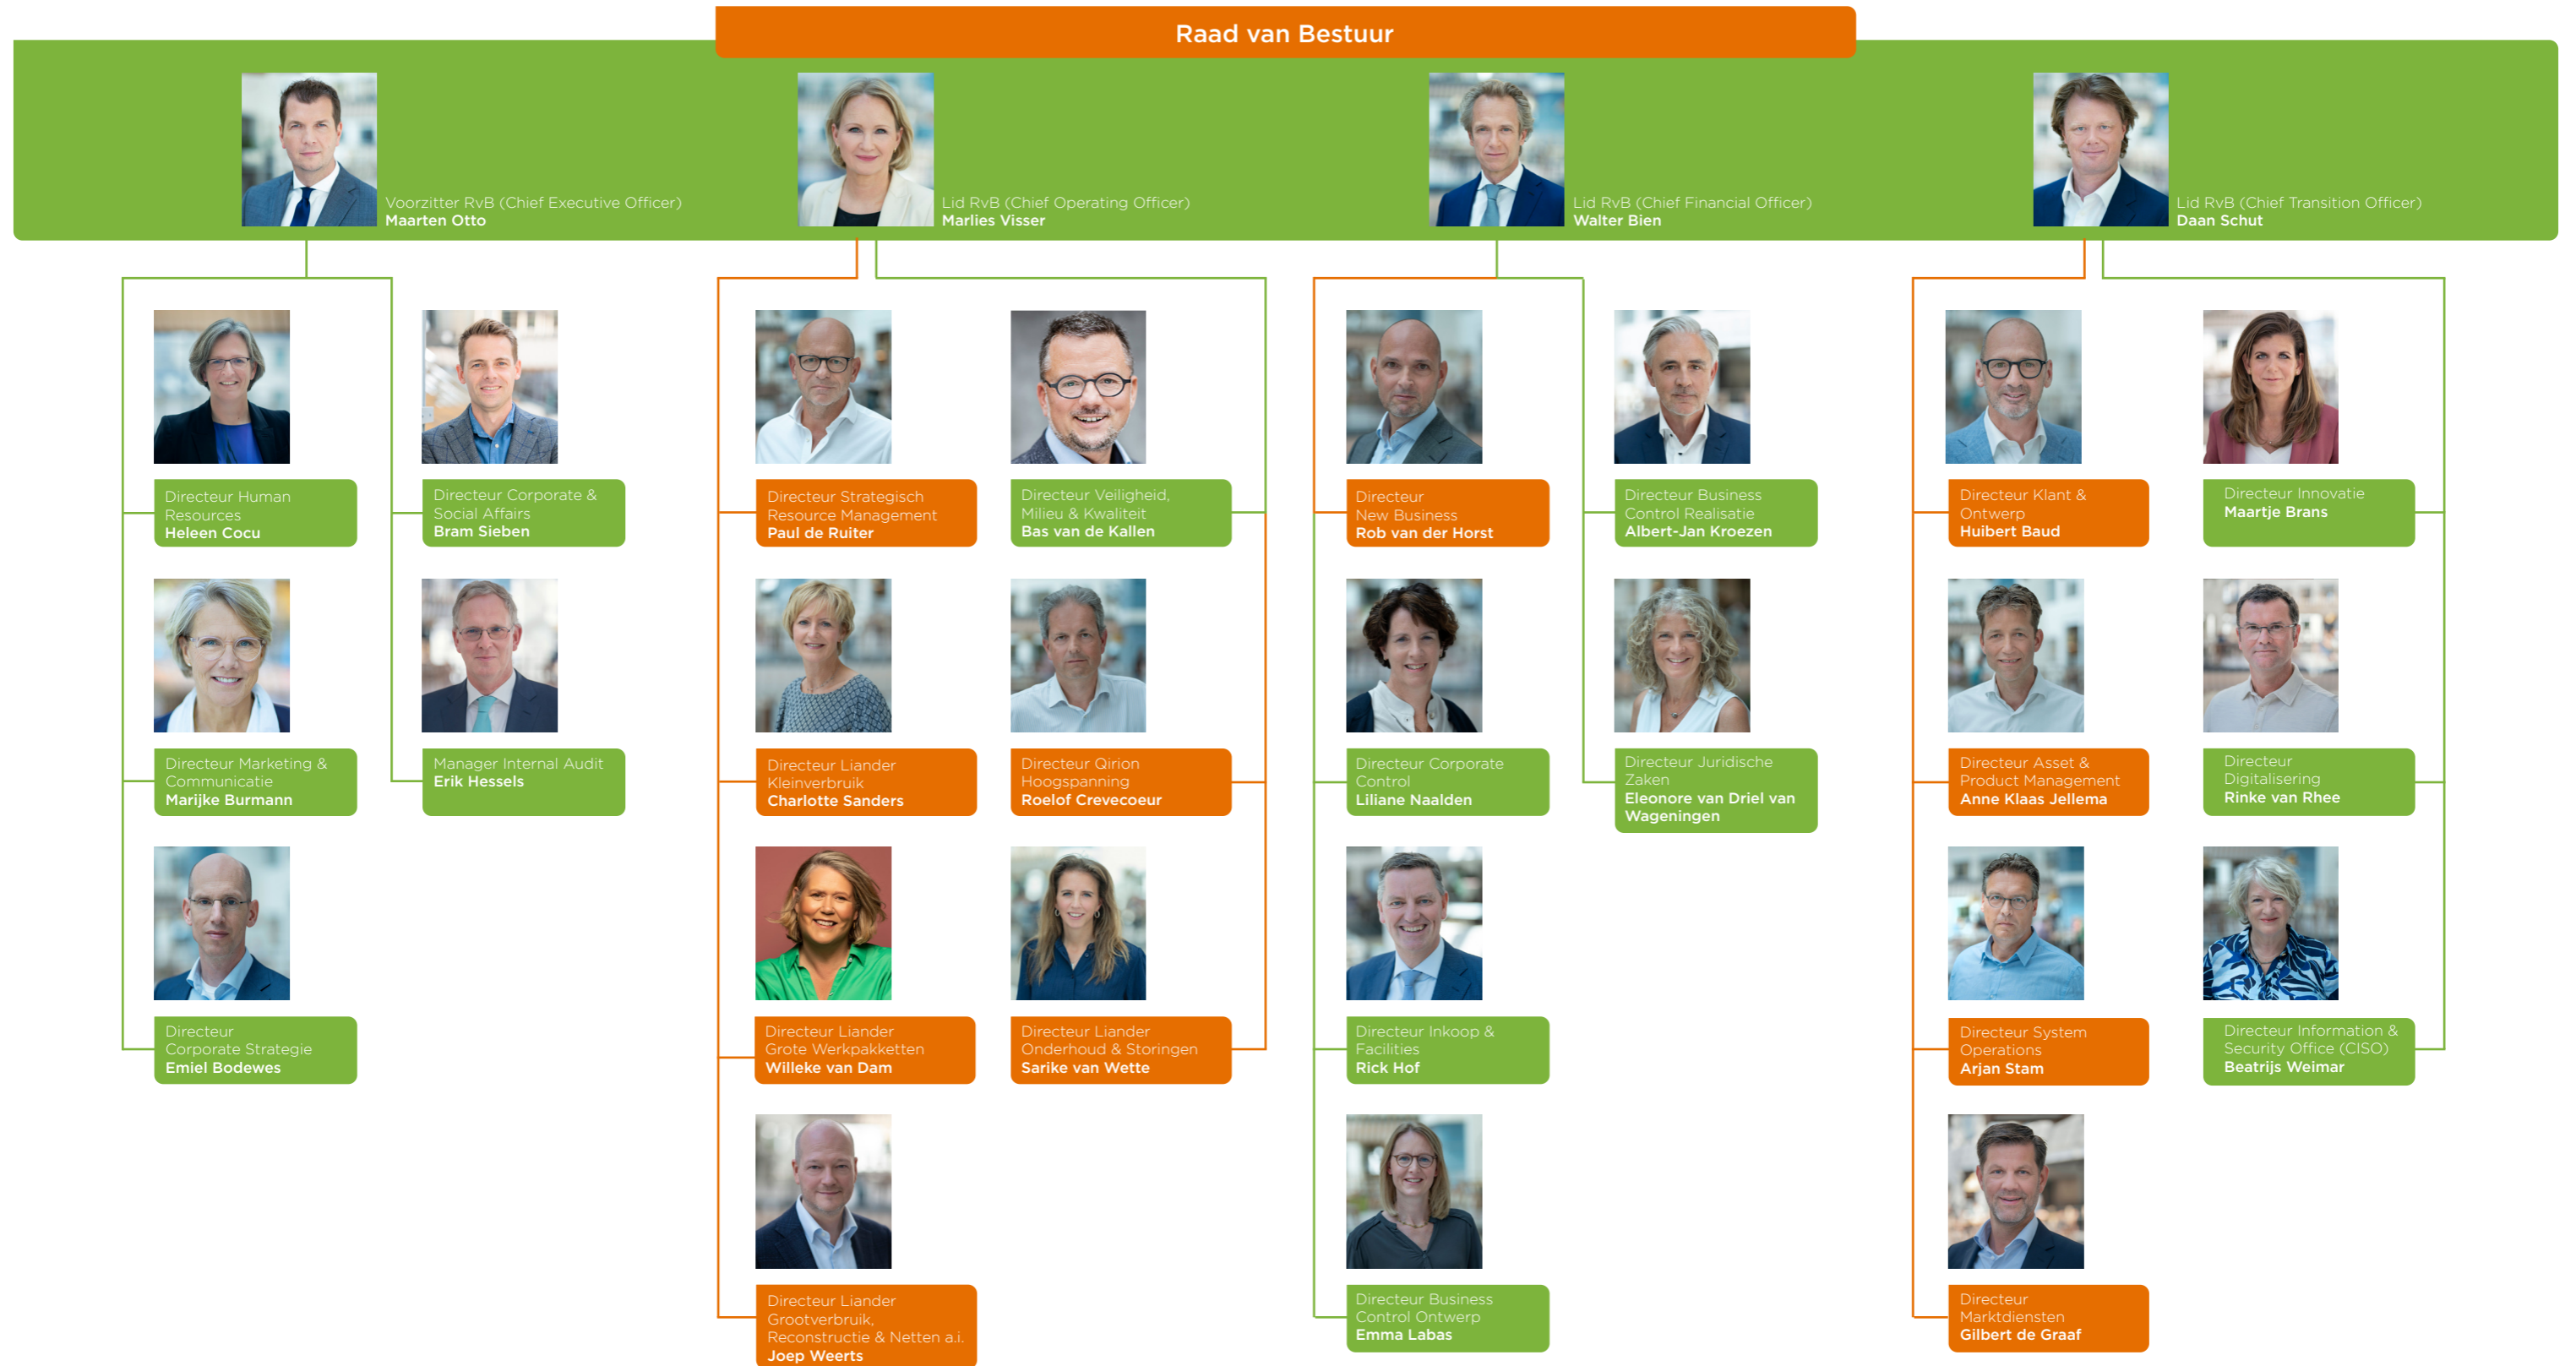 Raad van Bestuur
Voorzitter RvB (Chief Executive Officer)
Maarten Otto
Lid RvB (Chief Operating Officer)
Marlies Visser
Lid RvB (Chief Financial Officer)
Walter Bien
Lid RvB (Chief Transition Officer)
Daan Schut
Directeur Human
Resources
Heleen Cocu
Directeur Corporate &
Social Affairs
Bram Sieben
Directeur Strategisch
Resource Management
Paul de Ruiter
Directeur Veiligheid,
Milieu & Kwaliteit
Bas van de Kallen
Directeur
New Business
Rob van der Horst
Directeur Business
Control Realisatie
Albert-Jan Kroezen
Directeur Klant &
Ontwerp
Huibert Baud
Directeur Innovatie
Maartje Brans
Directeur Marketing &
Communicatie
Marijke Burmann
Manager Internal Audit
Erik Hessels
Directeur Liander
Kleinverbruik
Charlotte Sanders
Directeur Qirion
Hoogspanning
Roelof Crevecoeur
Directeur Corporate
Control
Liliane Naalden
Directeur Juridische
Zaken
Eleonore van Driel van
Wageningen
Directeur Asset &
Product Management
Anne Klaas Jellema
Directeur
Digitalisering
Rinke van Rhee
Directeur
Corporate Strategie
Emiel Bodewes
Directeur Liander
Grote Werkpakketten
Willeke van Dam
Directeur Liander
Onderhoud & Storingen
Sarike van Wette
Directeur Inkoop &
Facilities
Rick Hof
Directeur System
Operations
Arjan Stam
Directeur Information &
Security Office (CISO)
Beatrijs Weimar
Directeur Liander
Grootverbruik,
Reconstructie & Netten a.i.
Joep Weerts
Directeur Business
Control Ontwerp
Emma Labas
Directeur
Marktdiensten
Gilbert de Graaf